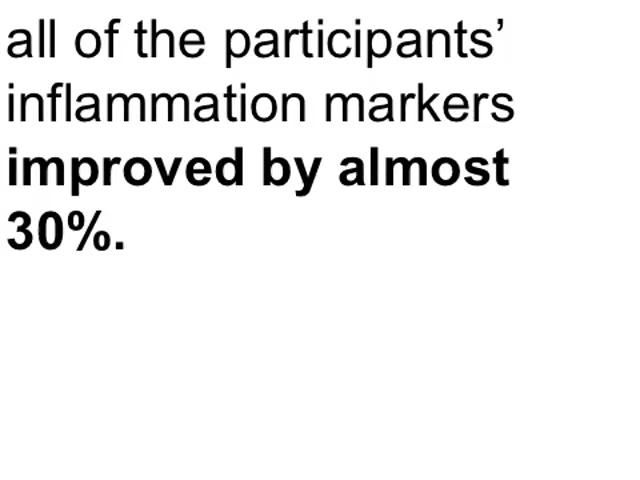 all of the participants’
inflammation markers
improved by almost
30%.